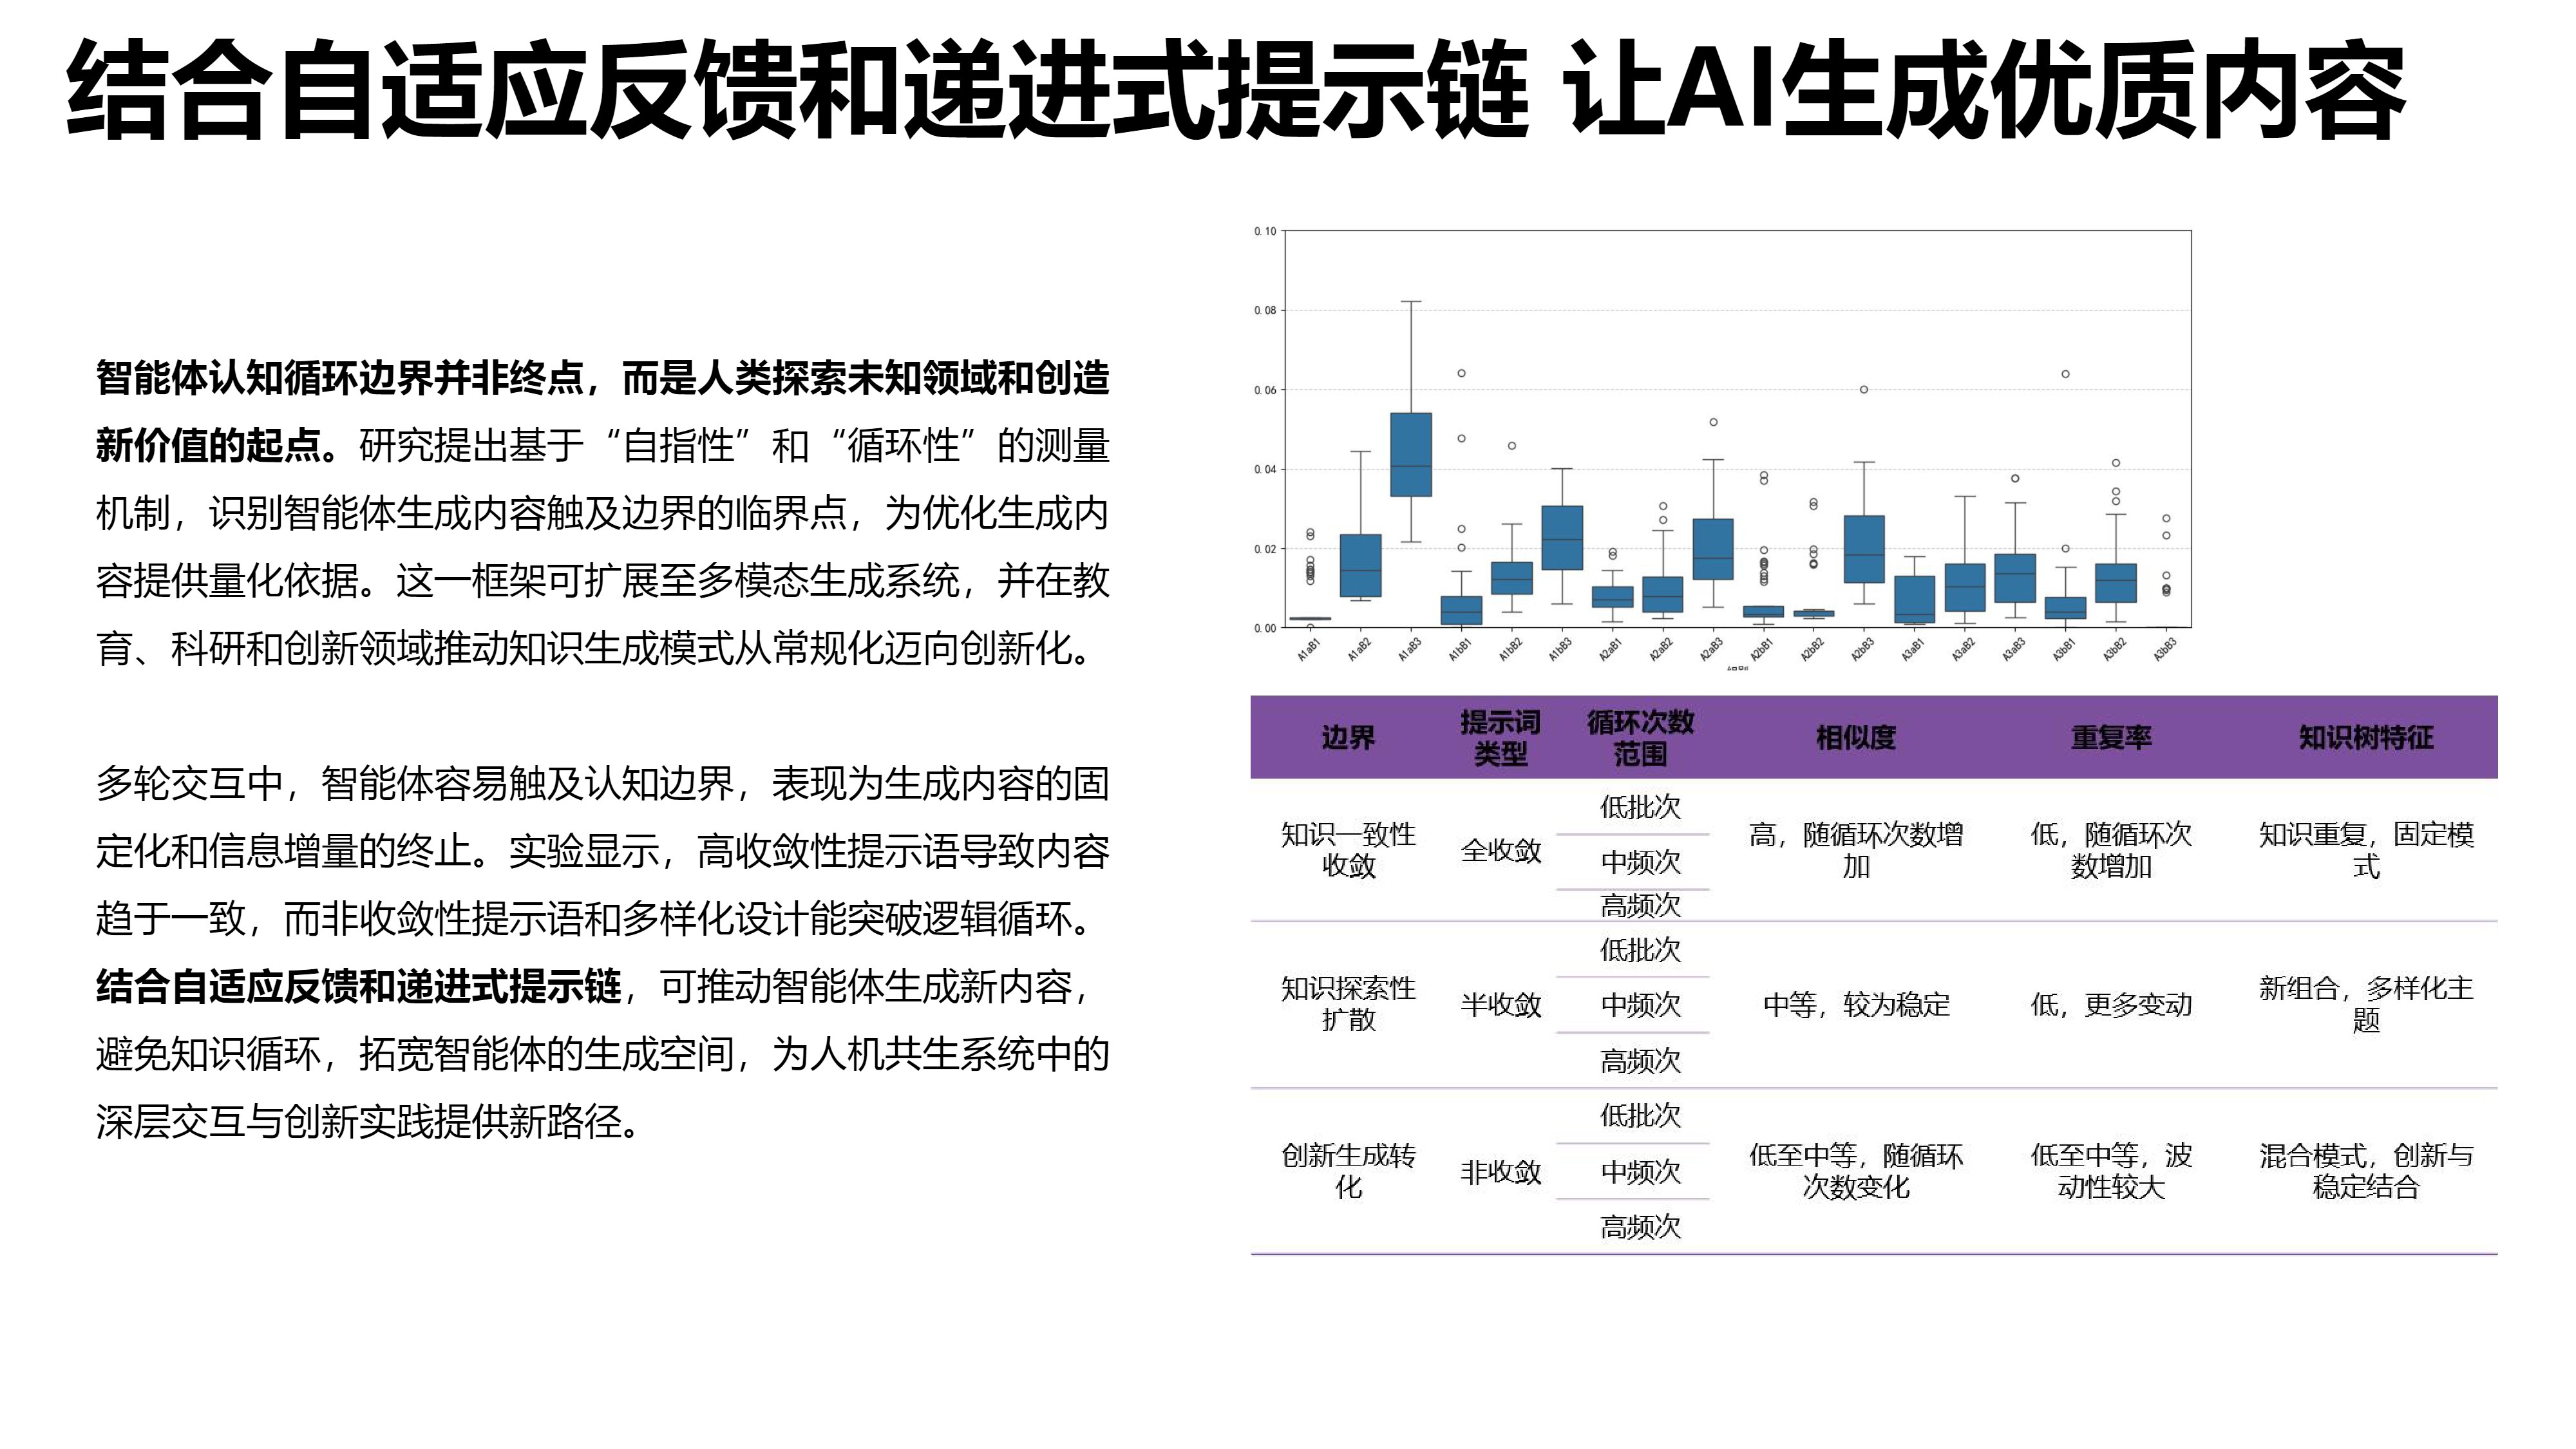 结合自适应反馈和递进式提示链 让AI生成优质内容
智能体认知循环边界并非终点，而是人类探索未知领域和创造
新价值的起点。研究提出基于“自指性”和“循环性”的测量
机制，识别智能体生成内容触及边界的临界点，为优化生成内
容提供量化依据。这一框架可扩展至多模态生成系统，并在教
育、科研和创新领域推动知识生成模式从常规化迈向创新化。
多轮交互中，智能体容易触及认知边界，表现为生成内容的固
定化和信息增量的终止。实验显示，高收敛性提示语导致内容
趋于一致，而非收敛性提示语和多样化设计能突破逻辑循环。
结合自适应反馈和递进式提示链，可推动智能体生成新内容，
避免知识循环，拓宽智能体的生成空间，为人机共生系统中的
深层交互与创新实践提供新路径。
0.10
0.08
0.06
0.04
0.02
0.00
A1aB1 A1aB2 A1aB3 A1bB1 A1bB2 A1bB3 A2aB1 A2aB2 A2aB3 A2bB1 A2bB2 A2bB3 A3aB1 A3aB2 A3aB3 A3bB1 A3bB2 A3bB3
边界
提示词
类型
循环次数
范围
相似度
重复率
知识树特征
知识一致性
收敛
全收敛
低批次
中频次
高频次
高，随循环次数增
加
低，随循环次
数增加
知识重复，固定模
式
知识探索性
扩散
半收敛
低批次
中频次
高频次
中等，较为稳定
低，更多变动
新组合，多样化主
题
创新生成转
化
非收敛
低批次
中频次
高频次
低至中等，随循环
次数变化
低至中等，波
动性较大
混合模式，创新与
稳定结合